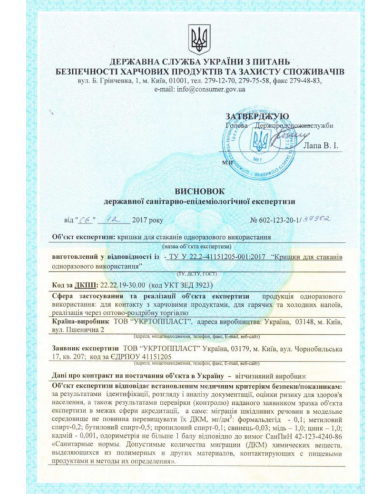 ДЕРЖАВНА СЛУЖБА УКРАЇНИ З ПИТАНЬ
БЕЗПЕЧНОСТІ ХАРЧОВИХ ПРОДУКТІВ ТА ЗАХИСТУ СПОЖИВАЧІВ
вул. Б. Грінченка, 1, м. Київ, 01001, тел. 279-12-70, 279-75-58, факс 279-48-83,
e-mail: info@consumer.gov.ua
ЗАТВЕРДЖУЮ
Голова Держпродспоживслужби
Лапа В. І.
ВИСНОВОК
державної санітарно-епідеміологічної експертизи
від 12 2017 року № 602-123-20-1/
Об'єкт експертизи: кришки для стаканів одноразового використання
(назва об'єкта експертизи)
виготовлений у відповідності із - ТУ У 22.2-41151205-001:2017 "Кришки для стаканів
одноразового використання"
(ТУ, ДСТУ, ГОСТ)
Код за ДКПП: 22.22.19-30.00 (код УКТ ЗЕД 3923)
Сфера застосування та реалізації об'єкта експертизи: продукція одноразового
використання: для контакту з харчовими продуктами, для гарячих та холодних напоїв,
реалізація через оптово-роздрібну торгівлю
Країна-виробник: ТОВ "УКРТОППЛАСТ", адреса виробництва: Україна, 03148, м. Київ,
вул. Пшенична 2
(адреса, місцезнаходження, телефон, факс, E-mail, веб-сайт)
Заявник експертизи: ТОВ "УКРТОППЛАСТ" Україна, 03179, м. Київ, вул. Чорнобильська
17, кв. 207; код за ЄДРПОУ 41151205
(адреса, місцезнаходження, телефон, факс, E-mail, веб-сайт)
Дані про контракт на постачання об'єкта в Україну - вітчизняний виробник:
Об'єкт експертизи відповідає встановленим медичним критеріям безпеки/показникам:
за результатами ідентифікації, розгляду і аналізу документації, оцінки ризику для здоров'я
населення, а також результатами перевірки (контролю) наданого заявником зразка об'єкта
експертизи в межах сфери акредитації, а саме: міграція шкідливих речовин в модельне
середовище не повинна перевищувати їх ДКМ, мг/дм³: формальдегід - 0,1; метиловий
спирт-0,2; бутиловий спирт-0,5; пропиловий спирт-0,1; свинець-0,03; мідь – 1,0; цинк – 1,0;
кадмій - 0,001, одориметрія не більше 1 балу відповідно до вимог СанПиН 42-123-4240-86
«Санитарные нормы. Допустимые количества миграции (ДКМ) химических веществ,
выделяющихся из полимерных и других материалов, контактирующих с пищевыми
продуктами и методы их определения».